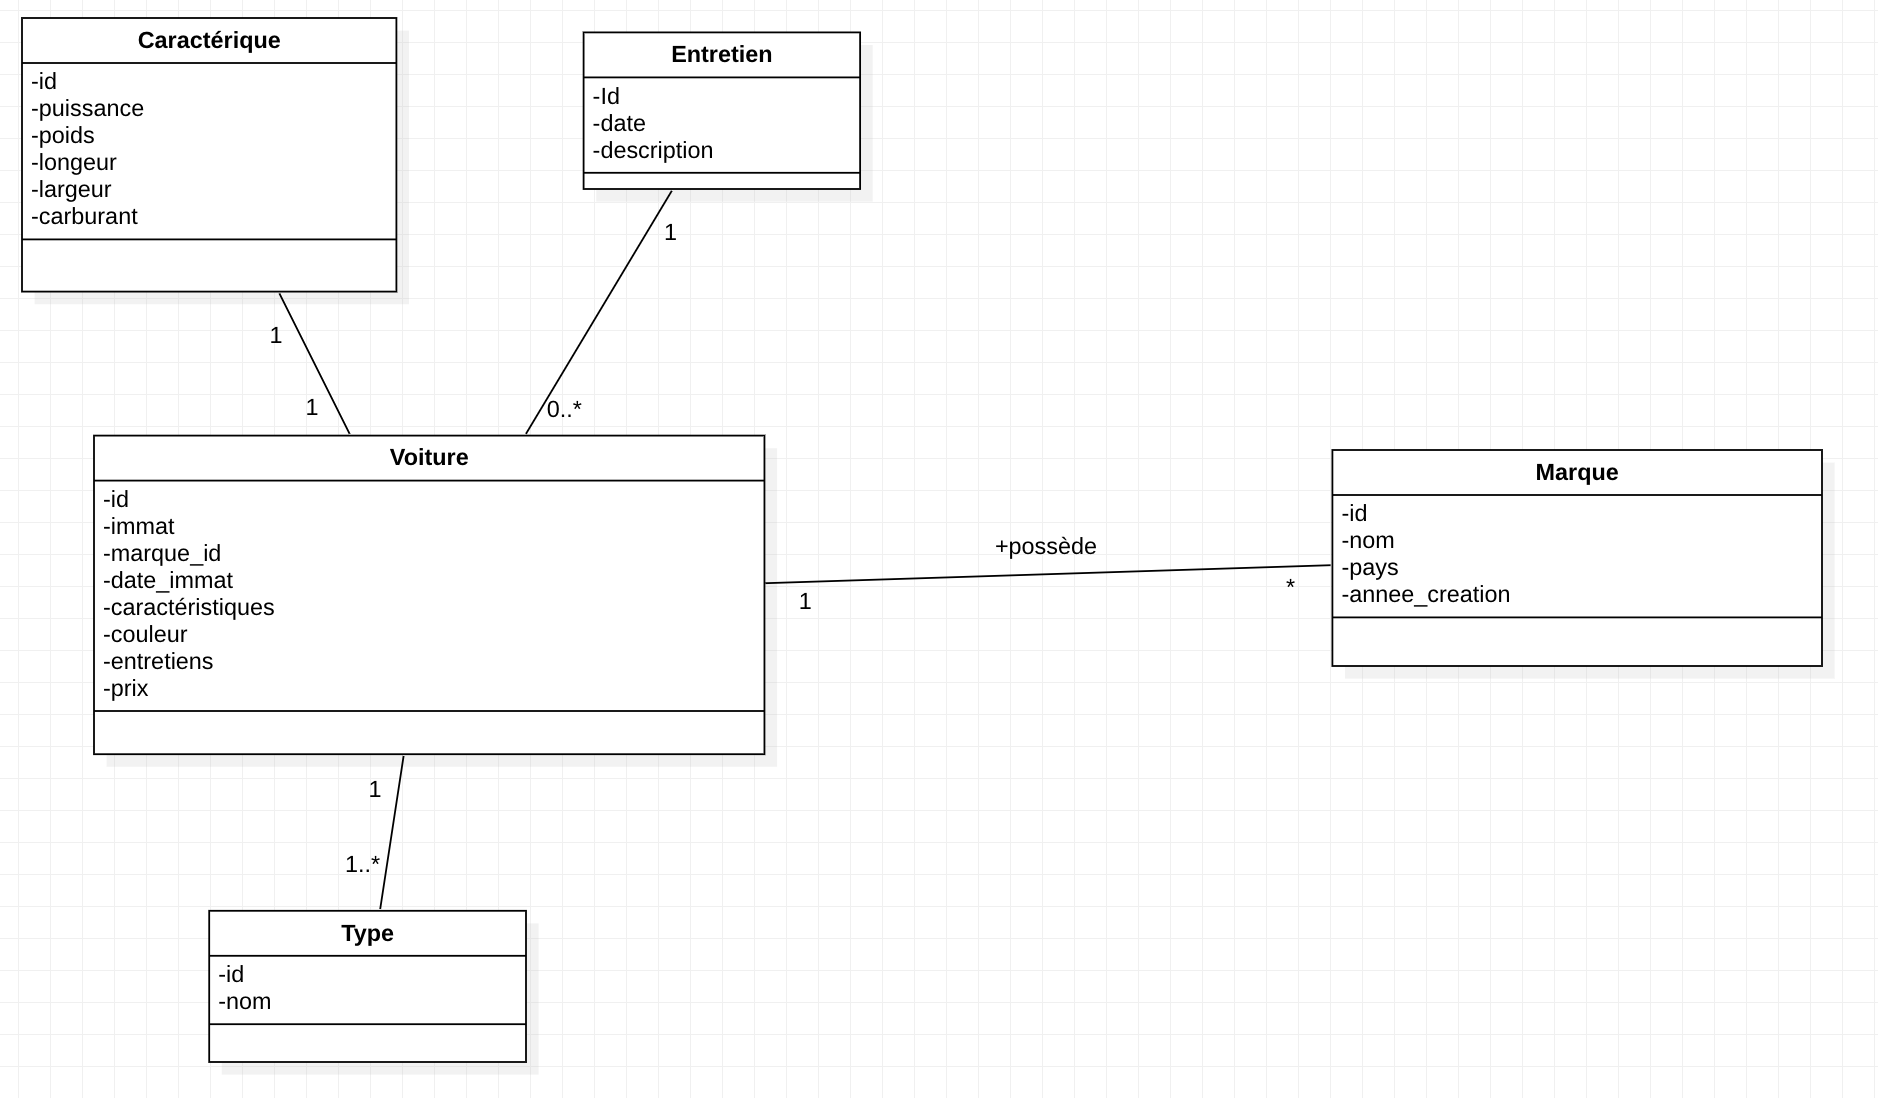 Caractérique
-id
-puissance
-poids
-longeur
-largeur
-carburant
Entretien
-Id
-date
-description
1
1
1
0..*
Voiture
-id
-immat
-marque_id
-date_immat
-caractéristiques
-couleur
-entretiens
-prix
+possède
1
*
Marque
-id
-nom
-pays
-annee_creation
1
1..*
Type
-id
-nom